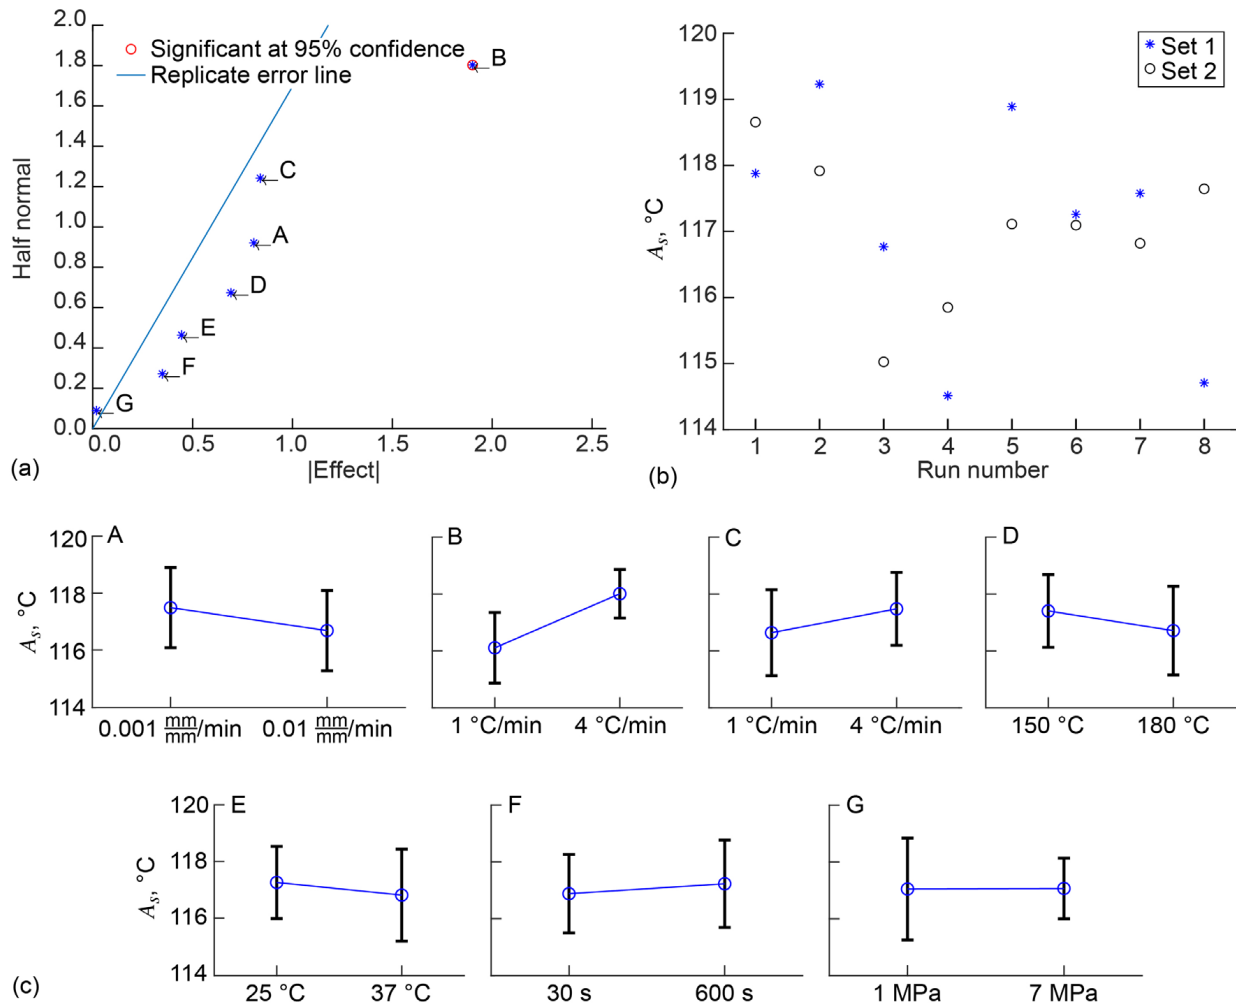 2.0
1.8
1.6
1.4
1.2
1.0
0.8
0.6
0.4
0.2
0.0
Half normal
Significant at 95% confidence
Replicate error line
B
C
A
D
E
F
G
0.0 0.5 1.0 1.5 2.0 2.5
|Effect|
(a)
120
119
118
117
116
115
114
A_s, °C
Set 1
Set 2
1 2 3 4 5 6 7 8
Run number
(b)
120
118
116
114
A_s, °C
A
0.001 mm/mm/min 0.01 mm/mm/min
B
1 °C/min 4 °C/min
C
1 °C/min 4 °C/min
D
150 °C 180 °C
120
118
116
114
A_s, °C
E
25 °C 37 °C
F
30 s 600 s
G
1 MPa 7 MPa
(c)